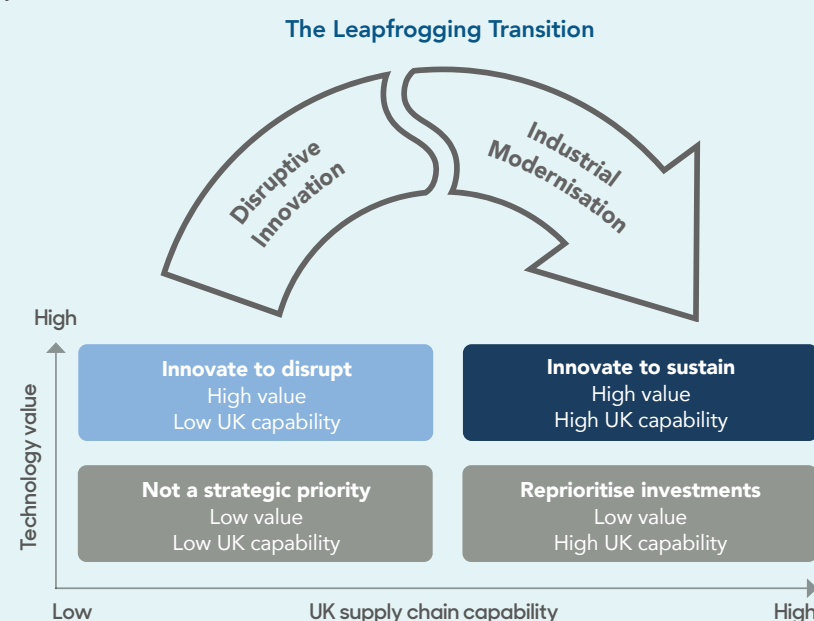 The Leapfrogging Transition
Disruptive
Innovation
Industrial
Modernisation
High
Technology value
Innovate to disrupt
High value
Low UK capability
Innovate to sustain
High value
High UK capability
Not a strategic priority
Low value
Low UK capability
Reprioritise investments
Low value
High UK capability
Low
UK supply chain capability
High